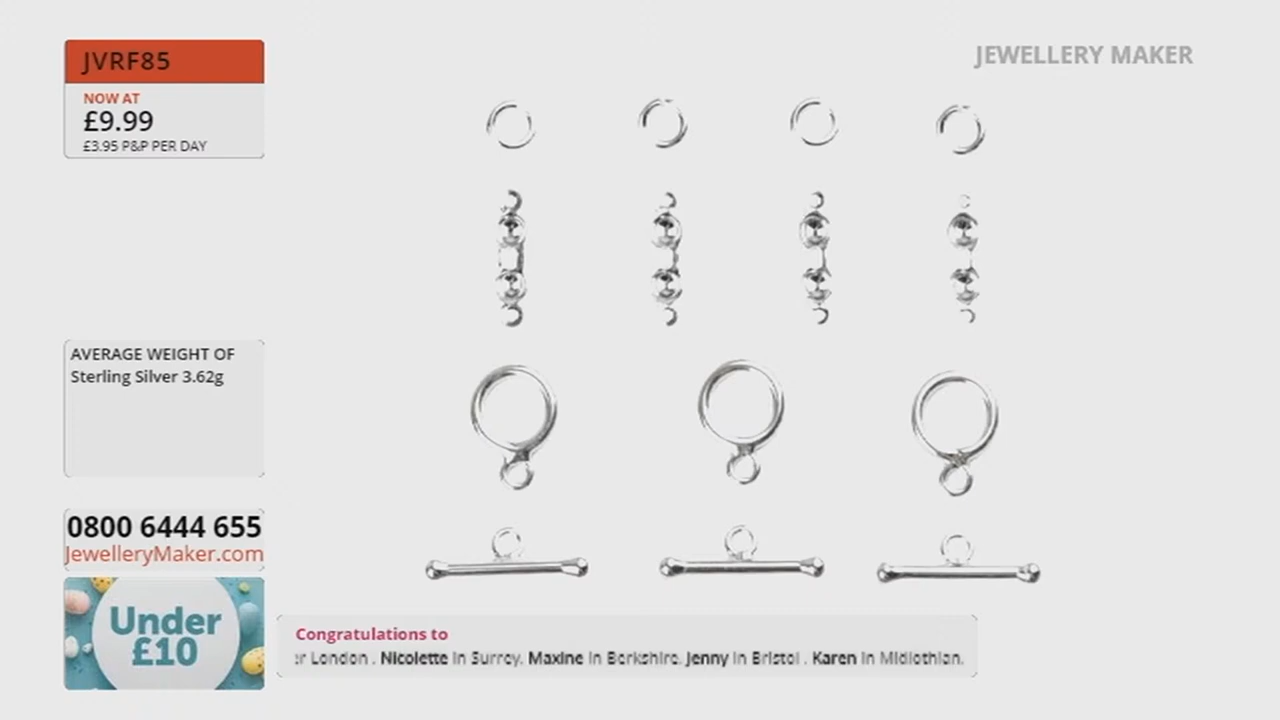 JVRF85
NOW AT
£9.99
£3.95 P&P PER DAY
JEWELLERY MAKER
AVERAGE WEIGHT OF
Sterling Silver 3.62g
0800 6444 655
JewelleryMaker.com
Under
£10
Congratulations to
London . Nicolette in Surrey. Maxine in Berkshire. Jenny in Bristol . Karen in Midlothian.